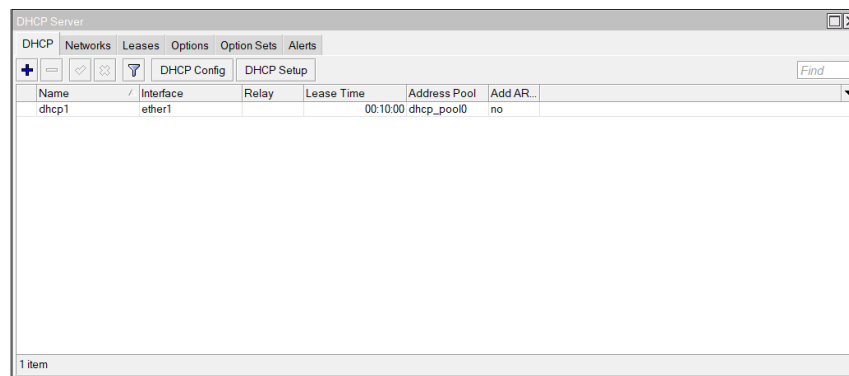 DHCP Server
DHCP Networks Leases Options Option Sets Alerts
DHCP Config DHCP Setup Find
Name / Interface Relay Lease Time Address Pool Add AR...
dhcp1 ether1 00:10:00 dhcp_pool0 no
1 item